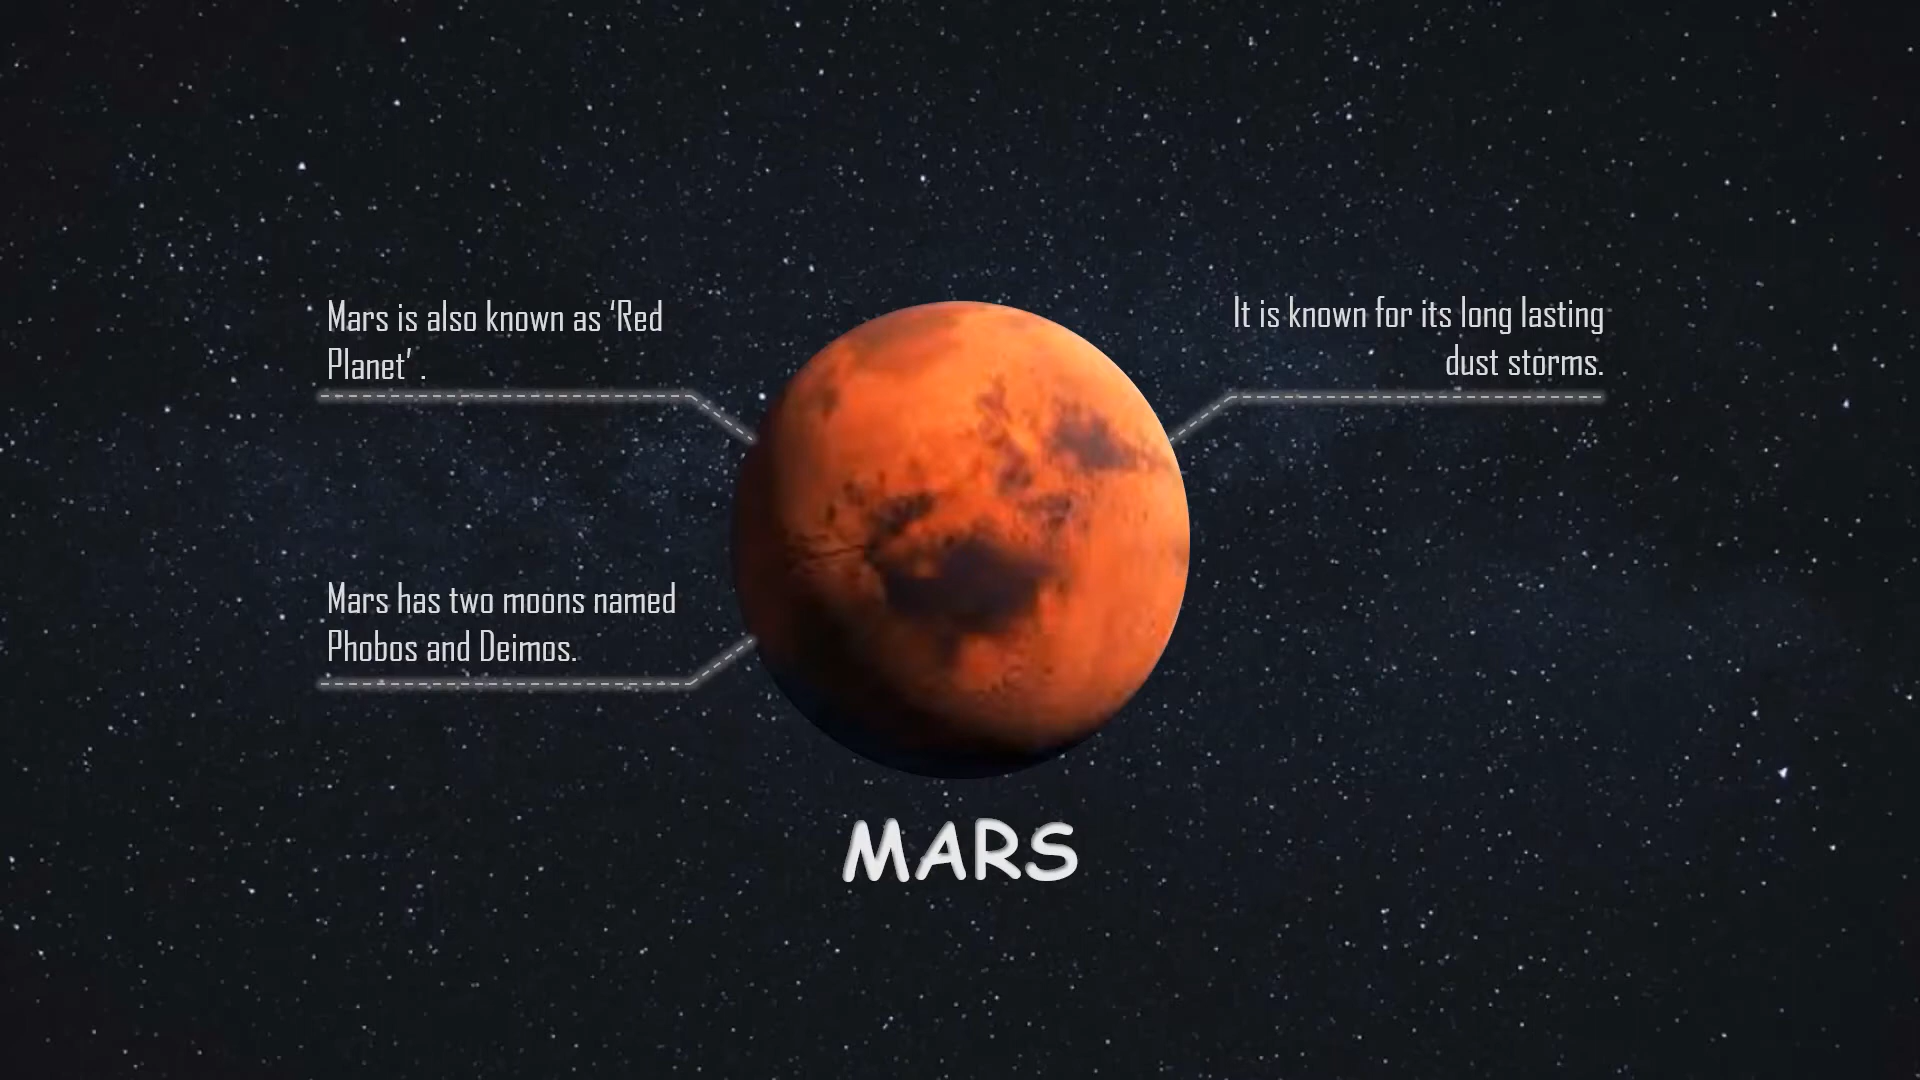 Mars is also known as ‘Red
Planet’ .
It is known for its long lasting
dust storms.
Mars has two moons named
Phobos and Deimos.
MARS